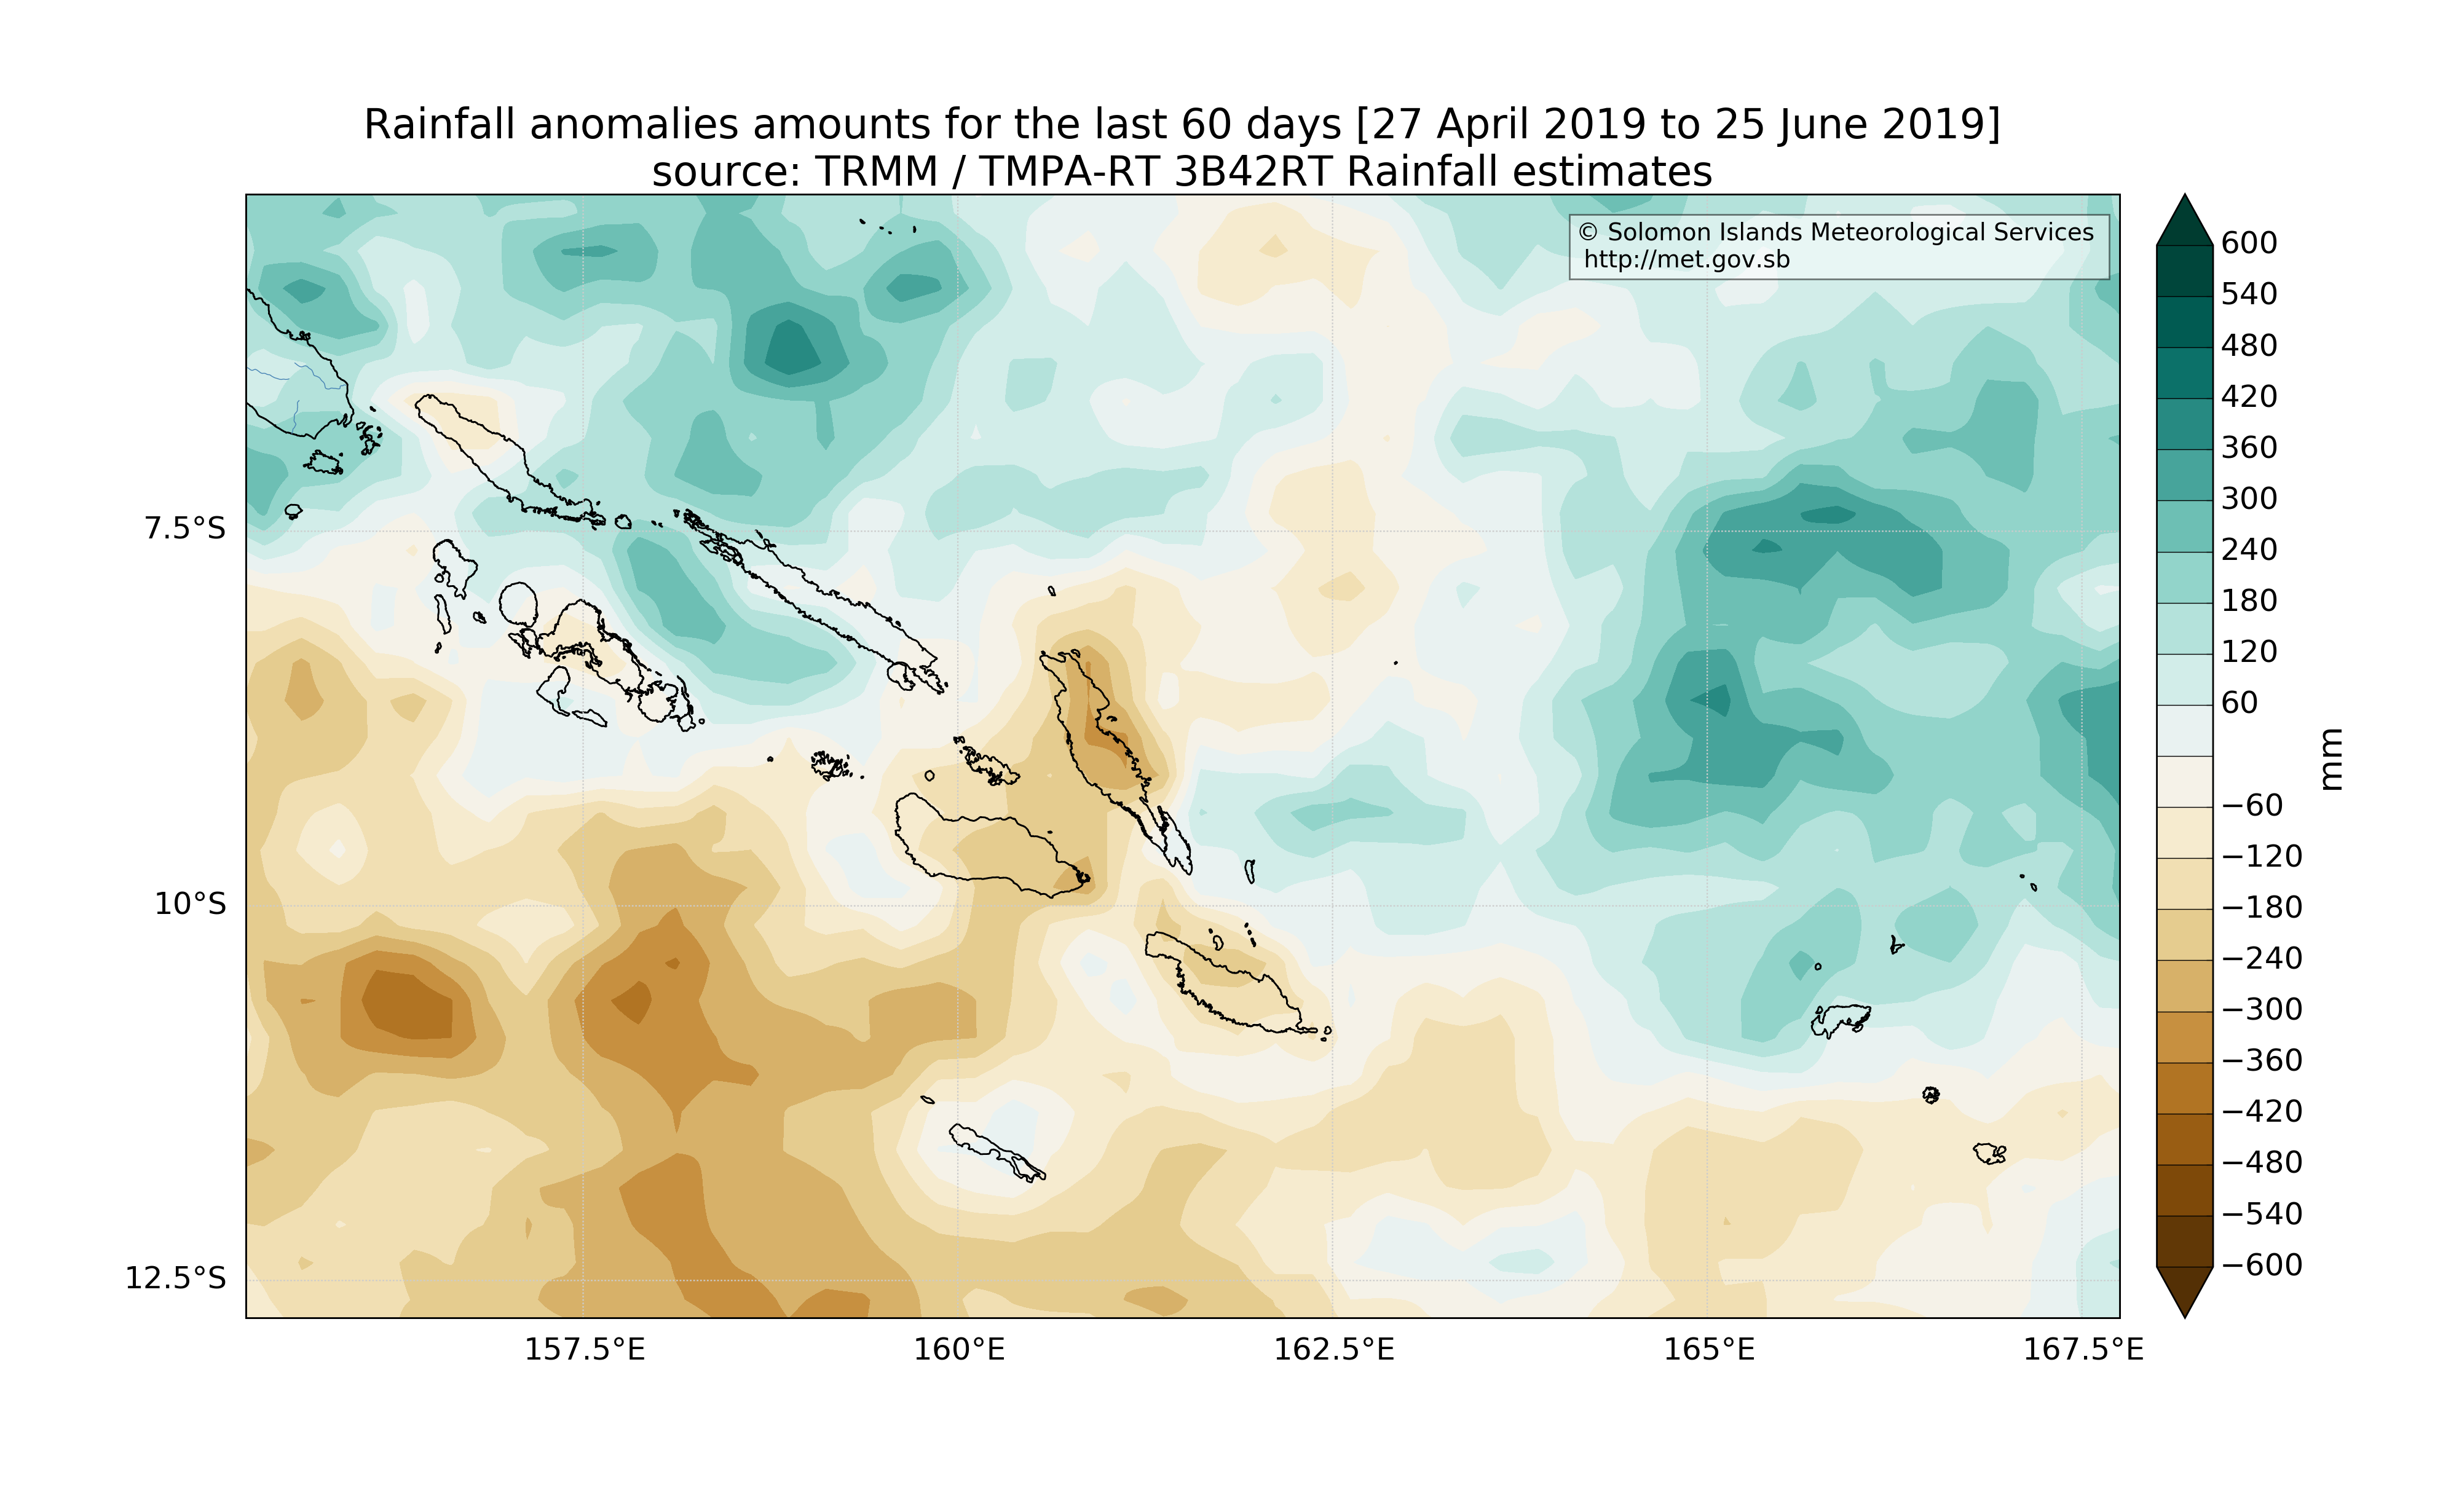 Rainfall anomalies amounts for the last 60 days [27 April 2019 to 25 June 2019]
source: TRMM / TMPA-RT 3B42RT Rainfall estimates
© Solomon Islands Meteorological Services
http://met.gov.sb
7.5°S
10°S
12.5°S
157.5°E
160°E
162.5°E
165°E
167.5°E
600
540
480
420
360
300
240
180
120
60
−60
−120
−180
−240
−300
−360
−420
−480
−540
−600
mm